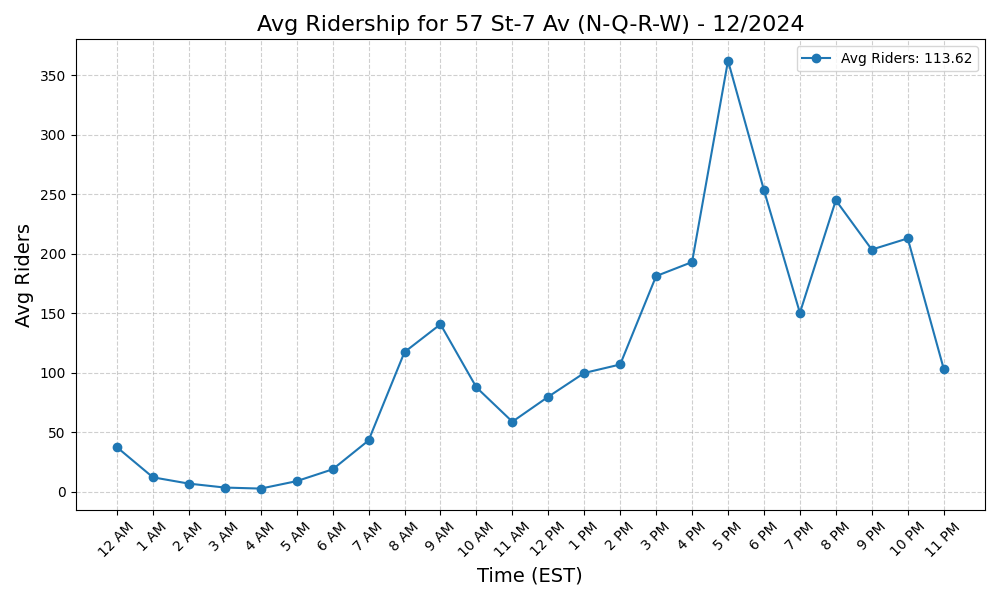 Avg Ridership for 57 St-7 Av (N-Q-R-W) - 12/2024
Avg Riders: 113.62
Avg Riders
350
300
250
200
150
100
50
0
12 AM
1 AM
2 AM
3 AM
4 AM
5 AM
6 AM
7 AM
8 AM
9 AM
10 AM
11 AM
12 PM
1 PM
2 PM
3 PM
4 PM
5 PM
6 PM
7 PM
8 PM
9 PM
10 PM
11 PM
Time (EST)